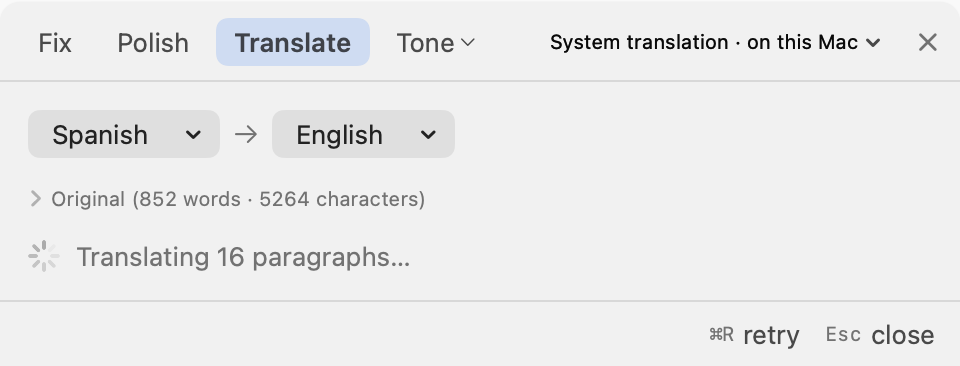 Fix Polish Translate Tone System translation · on this Mac
Spanish → English
Original (852 words · 5264 characters)
Translating 16 paragraphs...
⌘R retry Esc close